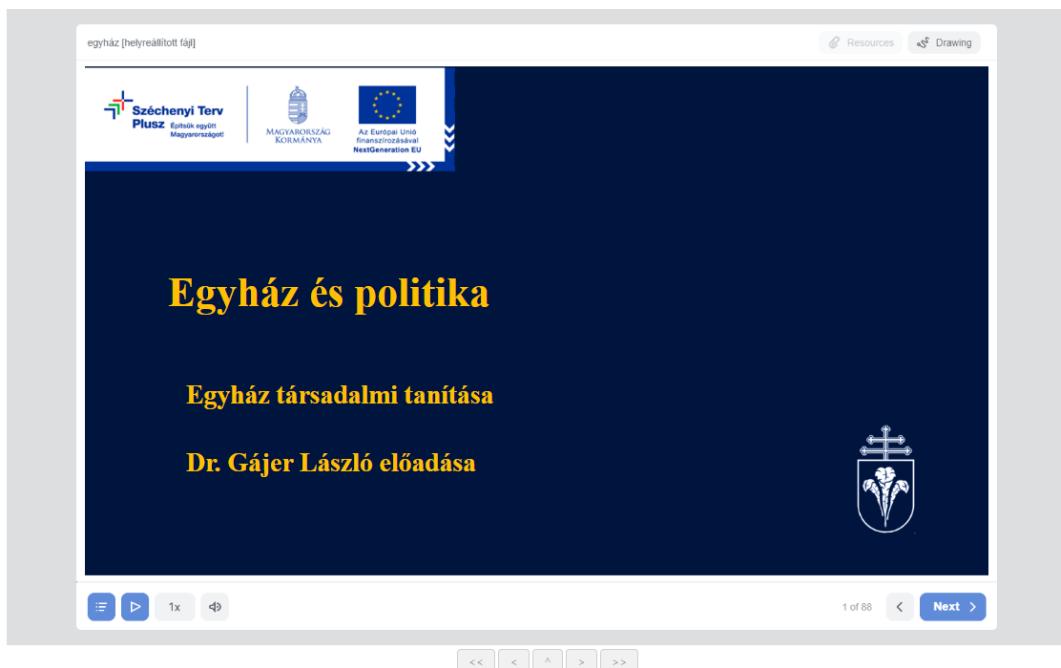 egyház [helyreállított fájl]
Resources
Drawing
Széchenyi Terv
Plusz Építsük együtt
Magyarországot!
MAGYARORSZÁG
KORMÁNYA
Az Európai Unió
finanszírozásával
NextGeneration EU
Egyház és politika
Egyház társadalmi tanítása
Dr. Gájer László előadása
1x
1 of 88
Next
<< < ^ > >>